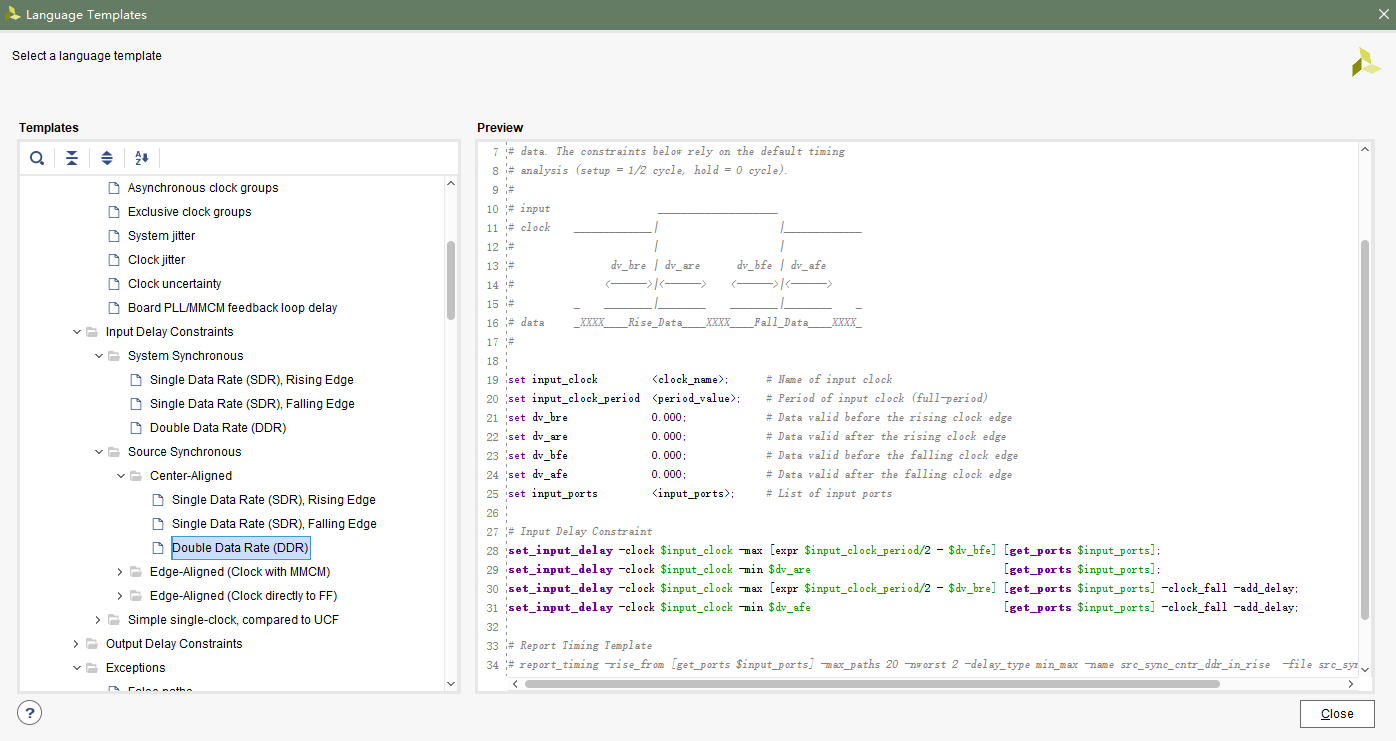 Language Templates
Select a language template
Templates
Asynchronous clock groups
Exclusive clock groups
System jitter
Clock jitter
Clock uncertainty
Board PLL/MMCM feedback loop delay
Input Delay Constraints
System Synchronous
Single Data Rate (SDR), Rising Edge
Single Data Rate (SDR), Falling Edge
Double Data Rate (DDR)
Source Synchronous
Center-Aligned
Single Data Rate (SDR), Rising Edge
Single Data Rate (SDR), Falling Edge
Double Data Rate (DDR)
Edge-Aligned (Clock with MMCM)
Edge-Aligned (Clock directly to FF)
Simple single-clock, compared to UCF
Output Delay Constraints
Exceptions
Preview
7 # data. The constraints below rely on the default timing
8 # analysis (setup = 1/2 cycle, hold = 0 cycle).
9 #
10 # input                  ____________________
11 # clock    _____________|                    |_____________
12 #                       |                    |
13 #                dv_bre | dv_are      dv_bfe | dv_afe
14 #               <------>|<------>    <------>|<------>
15 #          _    ________|________    ________|________    _
16 # data     _XXXX____Rise_Data____XXXX____Fall_Data____XXXX_
17 #
18
19 set input_clock         <clock_name>;      # Name of input clock
20 set input_clock_period  <period_value>;    # Period of input clock (full-period)
21 set dv_bre              0.000;             # Data valid before the rising clock edge
22 set dv_are              0.000;             # Data valid after the rising clock edge
23 set dv_bfe              0.000;             # Data valid before the falling clock edge
24 set dv_afe              0.000;             # Data valid after the falling clock edge
25 set input_ports         <input_ports>;     # List of input ports
26
27 # Input Delay Constraint
28 set_input_delay -clock $input_clock -max [expr $input_clock_period/2 - $dv_bfe] [get_ports $input_ports];
29 set_input_delay -clock $input_clock -min $dv_are                                [get_ports $input_ports];
30 set_input_delay -clock $input_clock -max [expr $input_clock_period/2 - $dv_bre] [get_ports $input_ports] -clock_fall -add_delay;
31 set_input_delay -clock $input_clock -min $dv_afe                                [get_ports $input_ports] -clock_fall -add_delay;
32
33 # Report Timing Template
34 # report_timing -rise_from [get_ports $input_ports] -max_paths 20 -nworst 2 -delay_type min_max -name src_sync_cntr_ddr_in_rise  -file
?
Close